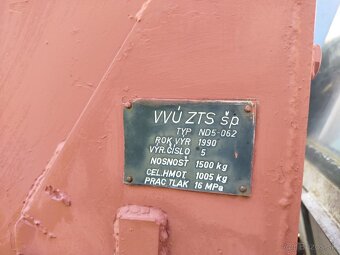 VVÚ ZTS šp
TYP ND5-062
ROK VÝR 1990
VÝR.ČÍSLO 5
NOSNOSŤ 1500 kg
CEL.HMOT 1005 kg
PRAC TLAK 16 MPa